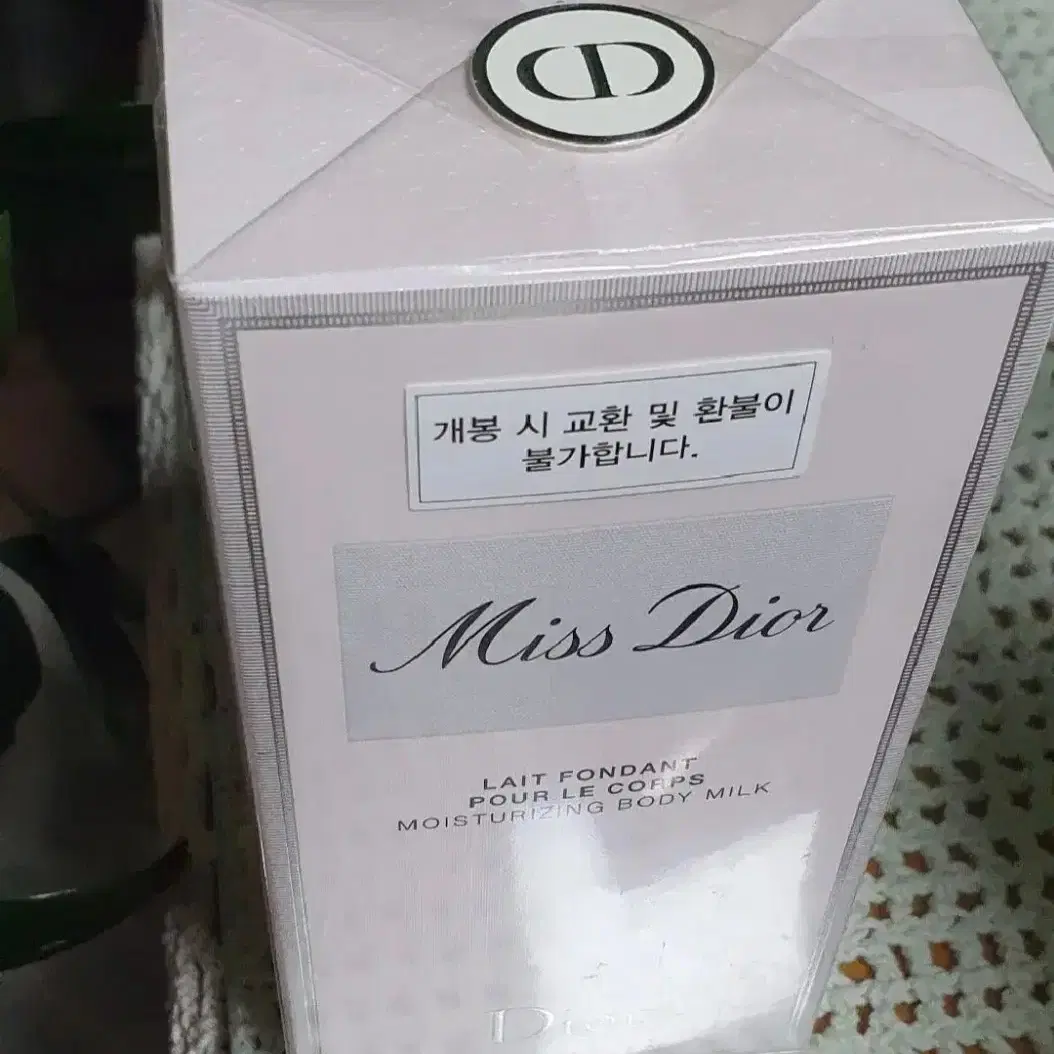 CD
개봉 시 교환 및 환불이
불가합니다.
Miss Dior
LAIT FONDANT
POUR LE CORPS
MOISTURIZING BODY MILK
Dior